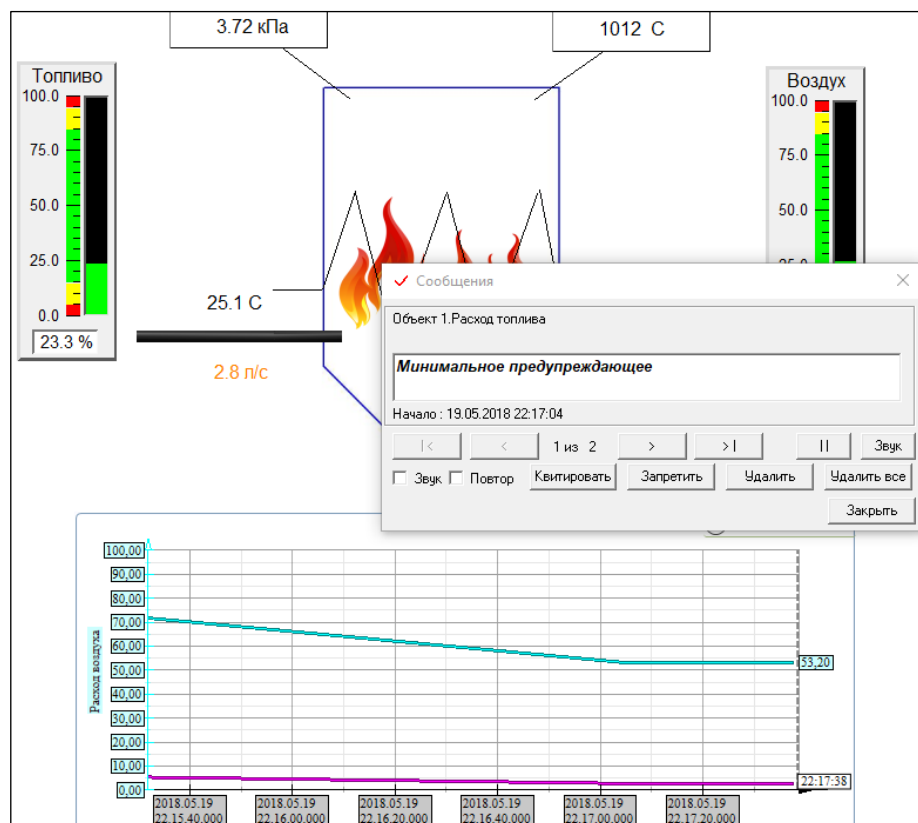 3.72 кПа
1012 С
Топливо
100.0
75.0
50.0
25.0
0.0
23.3 %
25.1 С
2.8 л/с
Воздух
100.0
75.0
50.0
Сообщения
Объект 1.Расход топлива
Минимальное предупреждающее
Начало : 19.05.2018 22:17:04
|<
<
1 из 2
>
>|
||
Звук
Звук
Повтор
Квитировать
Запретить
Удалить
Удалить все
Закрыть
Расход воздуха
100,00
90,00
80,00
70,00
60,00
50,00
40,00
30,00
20,00
10,00
0,00
53,20
22:17:38
2018.05.19
22.15.40.000
2018.05.19
22.16.00.000
2018.05.19
22.16.20.000
2018.05.19
22.16.40.000
2018.05.19
22.17.00.000
2018.05.19
22.17.20.000